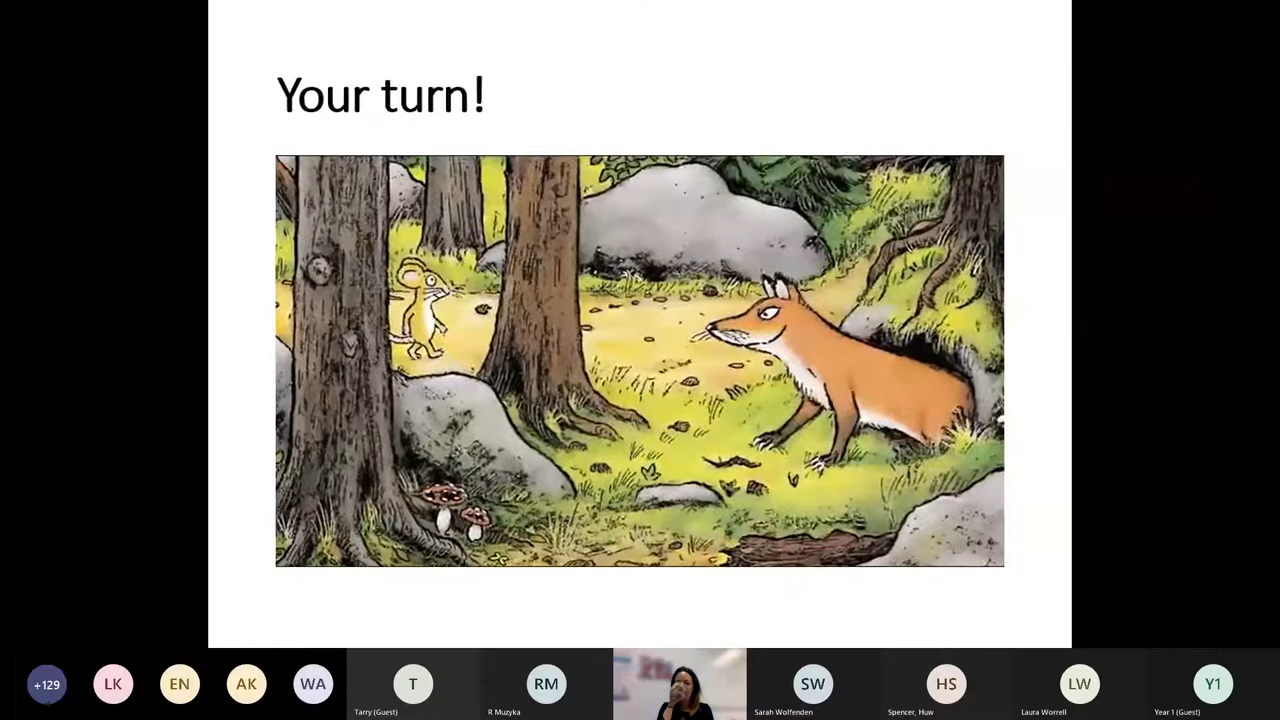 Your turn!
+129
LK
EN
AK
WA
T
RM
SW
HS
LW
Y1
Tarry (Guest)
R Muzyka
Sarah Wolfenden
Spencer, Huw
Laura Worrell
Year 1 (Guest)